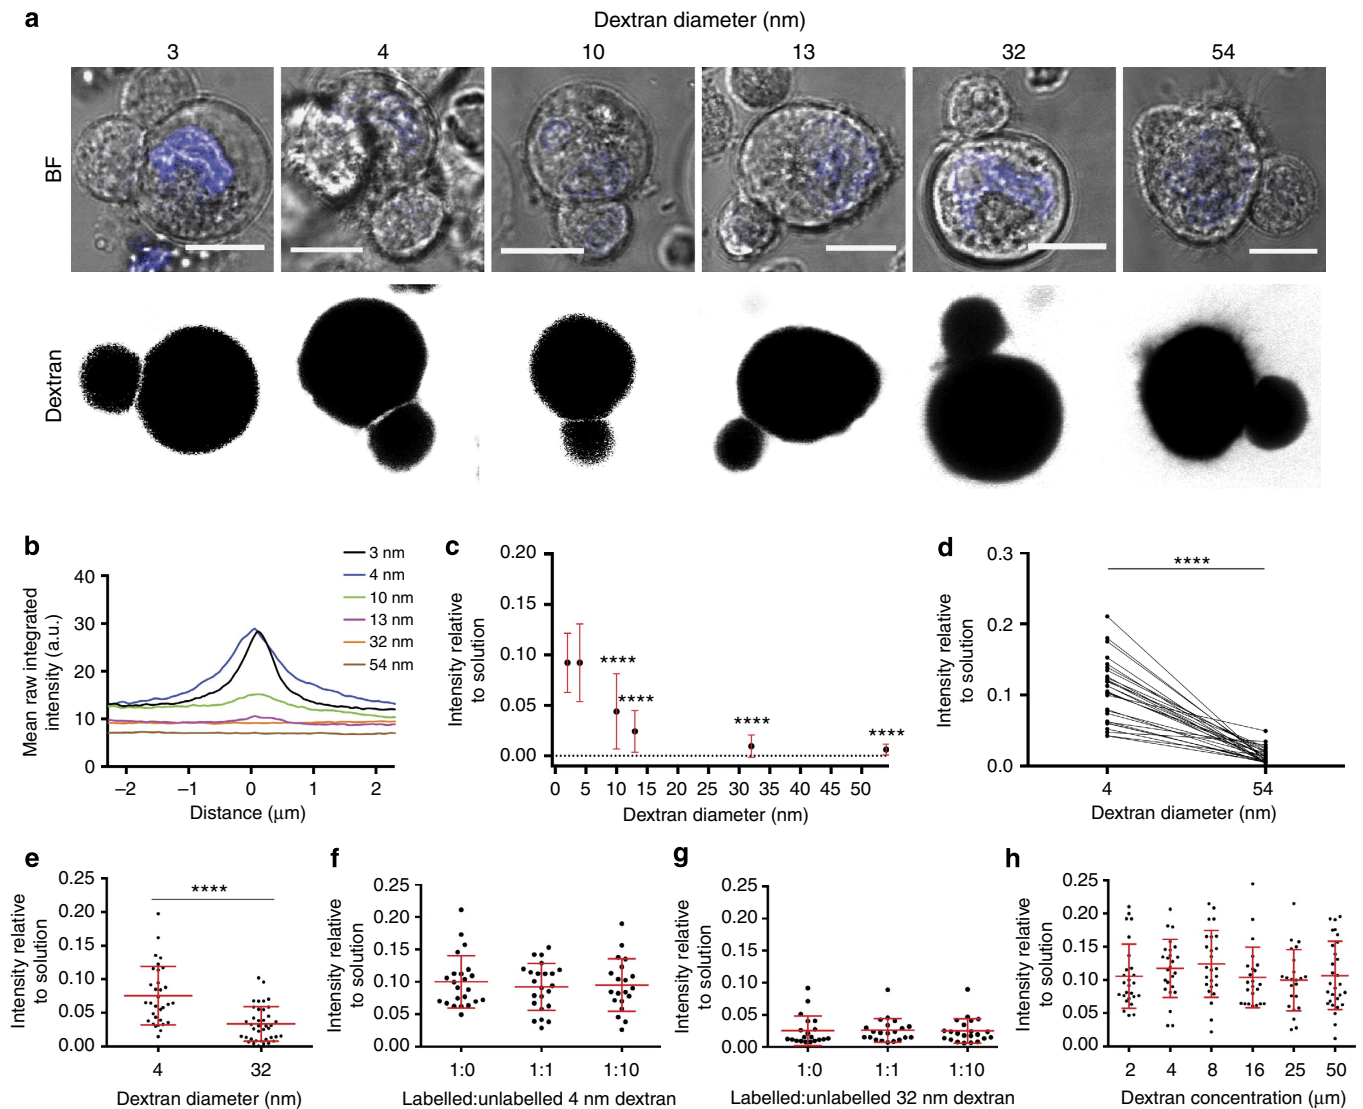 a
Dextran diameter (nm)
3 4 10 13 32 54
BF
Dextran
b
Mean raw integrated
intensity (a.u.)
40
30
20
10
0
–2 –1 0 1 2
Distance (μm)
3 nm
4 nm
10 nm
13 nm
32 nm
54 nm
c
Intensity relative
to solution
0.20
0.15
0.10
0.05
0.00
****
****
****
****
0 5 10 15 20 25 30 35 40 45 50
Dextran diameter (nm)
d
Intensity relative
to solution
0.3
0.2
0.1
0.0
****
4 54
Dextran diameter (nm)
e
Intensity relative
to solution
0.25
0.20
0.15
0.10
0.05
0.00
****
4 32
Dextran diameter (nm)
f
Intensity relative
to solution
0.25
0.20
0.15
0.10
0.05
0.00
1:0 1:1 1:10
Labelled:unlabelled 4 nm dextran
g
Intensity relative
to solution
0.25
0.20
0.15
0.10
0.05
0.00
1:0 1:1 1:10
Labelled:unlabelled 32 nm dextran
h
Intensity relative
to solution
0.25
0.20
0.15
0.10
0.05
0.00
2 4 8 16 25 50
Dextran concentration (μm)